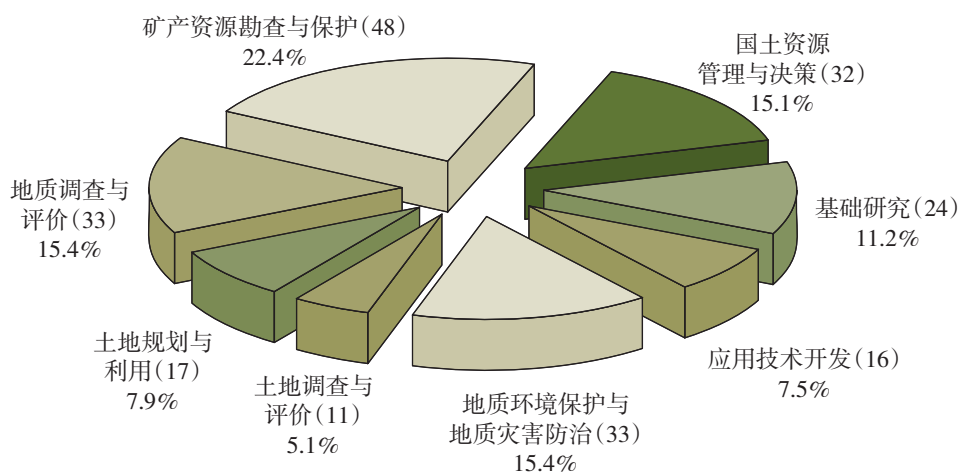 矿产资源勘查与保护(48)
22.4%
国土资源
管理与决策(32)
15.1%
基础研究(24)
11.2%
应用技术开发(16)
7.5%
地质环境保护与
地质灾害防治(33)
15.4%
土地调查与
评价(11)
5.1%
土地规划与
利用(17)
7.9%
地质调查与
评价(33)
15.4%